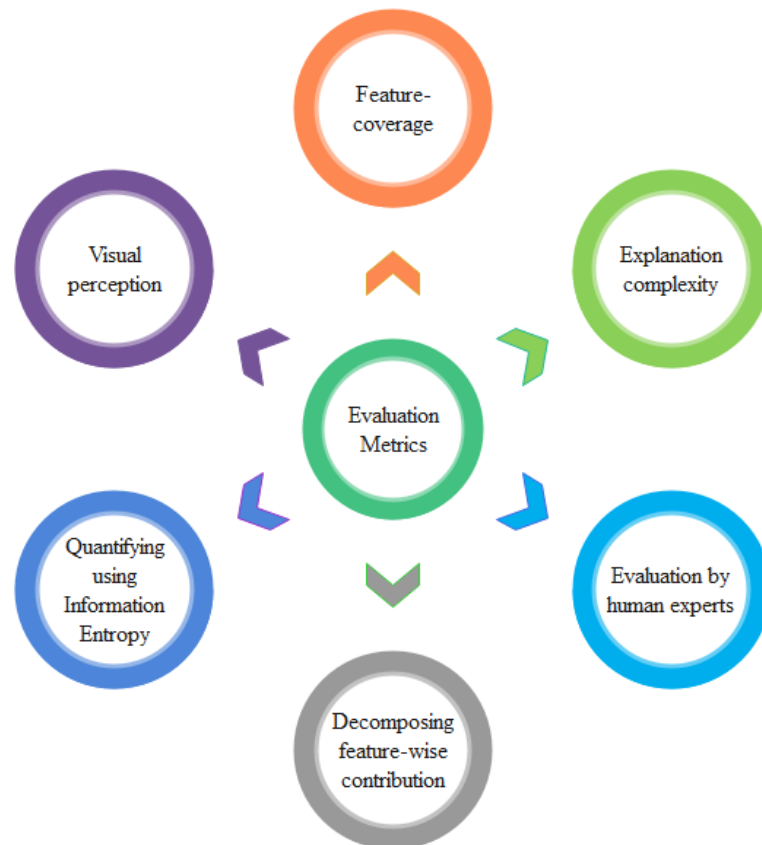 Feature-
coverage
Visual
perception
Explanation
complexity
Evaluation
Metrics
Quantifying
using
Information
Entropy
Evaluation by
human experts
Decomposing
feature-wise
contribution